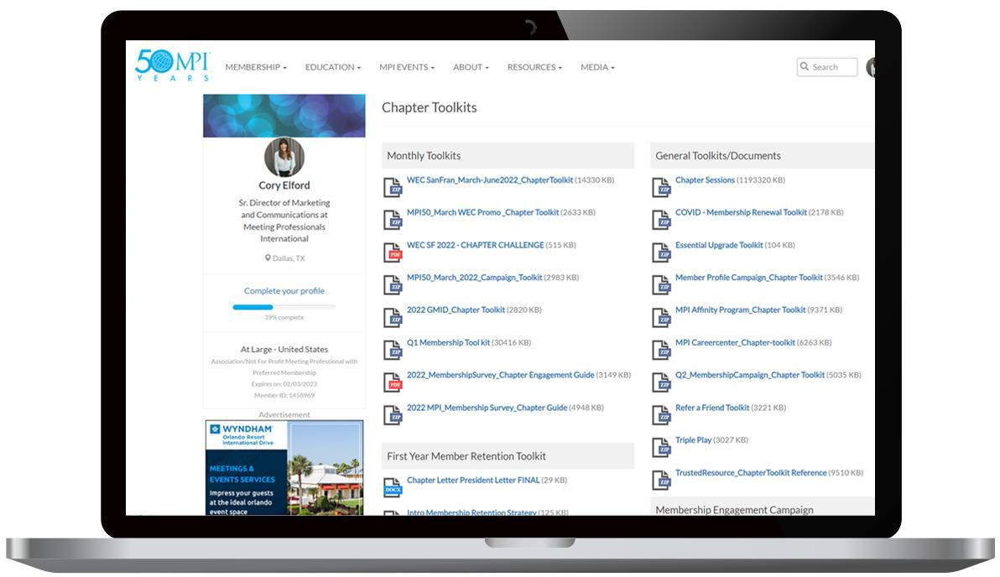 50 MPI
YEARS
MEMBERSHIP
EDUCATION
MPI EVENTS
ABOUT
RESOURCES
MEDIA
Search
Cory Elford
Sr. Director of Marketing
and Communications at
Meeting Professionals
International
Dallas, TX
Complete your profile
39% complete
At Large - United States
Association/Not For Profit Meeting Professional with
Preferred Membership
Expires on: 02/03/2023
Member ID: 1458969
Advertisement
WYNDHAM
Orlando Resort
International Drive
MEETINGS &
EVENTS SERVICES
Impress your guests
at the ideal orlando
event space
Chapter Toolkits
Monthly Toolkits
ZIP WEC SanFran_March-June2022_ChapterToolkit (14330 KB)
ZIP MPI50_March WEC Promo _Chapter Toolkit (2633 KB)
PDF WEC SF 2022 - CHAPTER CHALLENGE (515 KB)
ZIP MPI50_March_2022_Campaign_Toolkit (2983 KB)
ZIP 2022 GMID_Chapter Toolkit (2820 KB)
ZIP Q1 Membership Tool kit (30416 KB)
PDF 2022_MembershipSurvey_Chapter Engagement Guide (3149 KB)
ZIP 2022 MPI_Membership Survey_Chapter Guide (4948 KB)
First Year Member Retention Toolkit
DOCX Chapter Letter President Letter FINAL (29 KB)
Intro Membership Retention Strategy (125 KB)
General Toolkits/Documents
ZIP Chapter Sessions (1193320 KB)
ZIP COVID - Membership Renewal Toolkit (2178 KB)
ZIP Essential Upgrade Toolkit (104 KB)
ZIP Member Profile Campaign_Chapter Toolkit (3546 KB)
ZIP MPI Affinity Program_Chapter Toolkit (9371 KB)
ZIP MPI Careercenter_Chapter-toolkit (6263 KB)
ZIP Q2_MembershipCampaign_Chapter Toolkit (5035 KB)
ZIP Refer a Friend Toolkit (3221 KB)
ZIP Triple Play (3027 KB)
ZIP TrustedResource_ChapterToolkit Reference (9510 KB)
Membership Engagement Campaign